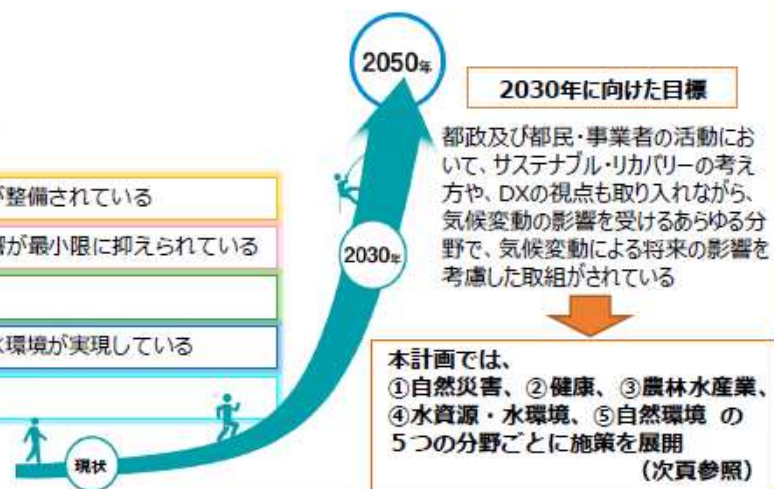 2050年
2030年に向けた目標
都政及び都民・事業者の活動にお
いて、サステナブル・リカバリーの考え
方や、DXの視点も取り入れながら、
気候変動の影響を受けるあらゆる分
野で、気候変動による将来の影響を
考慮した取組がされている
が整備されている
響が最小限に抑えられている
2030年
水環境が実現している
本計画では、
①自然災害、②健康、③農林水産業、
④水資源・水環境、⑤自然環境 の
5つの分野ごとに施策を展開
(次頁参照)
現状